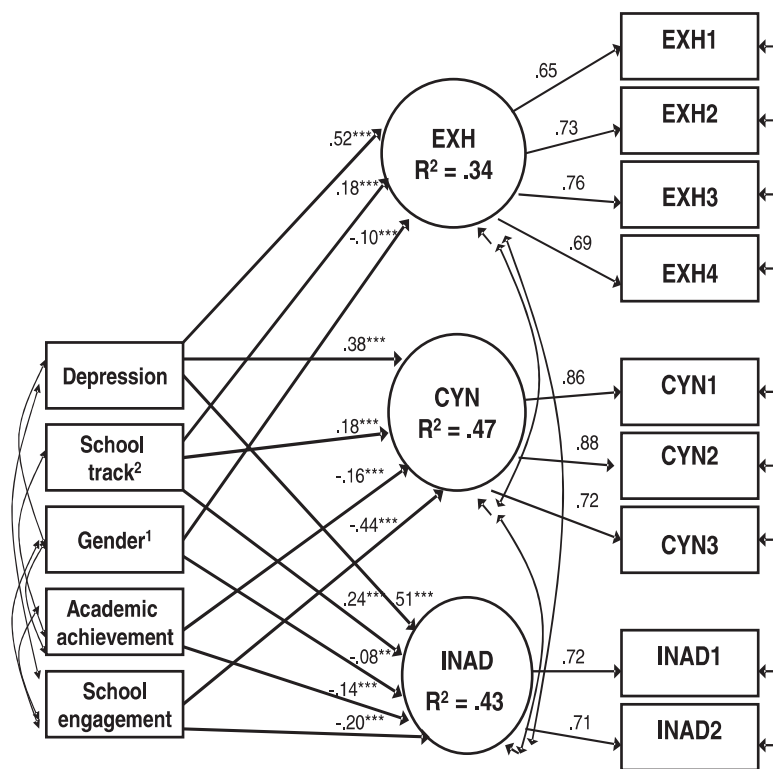 EXH1
.65
EXH
R² = .34
.73
EXH2
.52***
.18***
.76
EXH3
-.10***
.69
EXH4
Depression
.38***
CYN
R² = .47
.86
CYN1
School
track²
.18***
.88
CYN2
-.16***
Gender¹
-.44***
.72
CYN3
Academic
achievement
.24***
.51***
-.08**
INAD
R² = .43
.72
INAD1
School
engagement
-.14***
-.20***
.71
INAD2